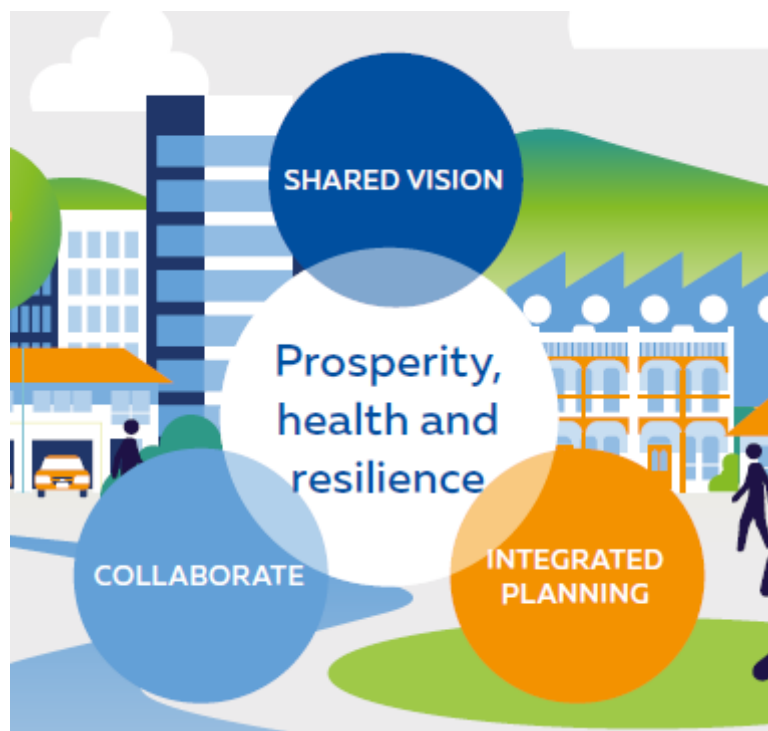 SHARED VISION
Prosperity,
health and
resilience
COLLABORATE
INTEGRATED
PLANNING